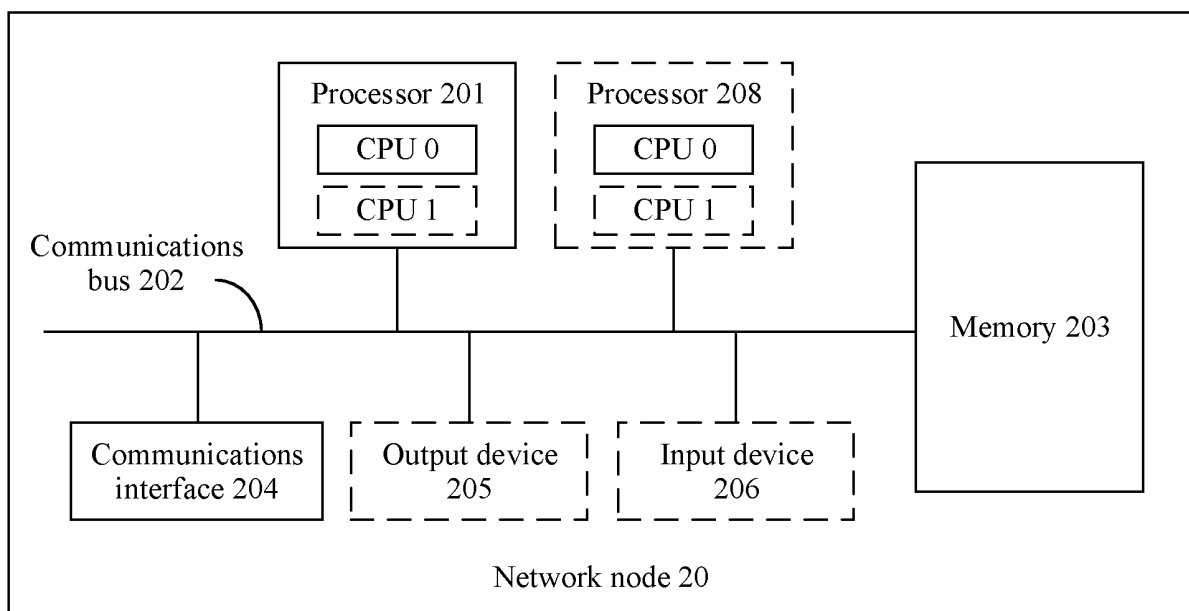 Processor 201
CPU 0
CPU 1
Processor 208
CPU 0
CPU 1
Communications
bus 202
Memory 203
Communications
interface 204
Output device
205
Input device
206
Network node 20